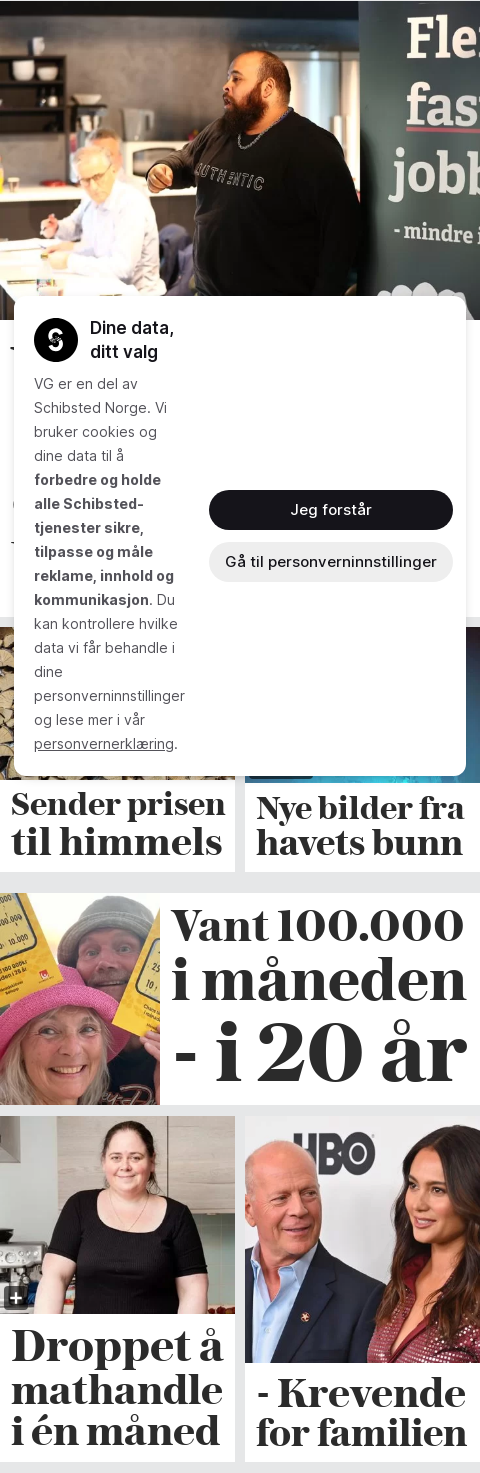 AUTHENTIC
fast
jobb
- mindre i
Dine data,
ditt valg
VG er en del av
Schibsted Norge. Vi
bruker cookies og
dine data til å
forbedre og holde
alle Schibsted-
tjenester sikre,
tilpasse og måle
reklame, innhold og
kommunikasjon. Du
kan kontrollere hvilke
data vi får behandle i
dine
personverninnstillinger
og lese mer i vår
personvernerklæring.
Jeg forstår
Gå til personverninnstillinger
Sender prisen
til himmels
Nye bilder fra
havets bunn
Vant 100.000
i måneden
- i 20 år
HBO
Droppet å
mathandle
i én måned
- Krevende
for familien